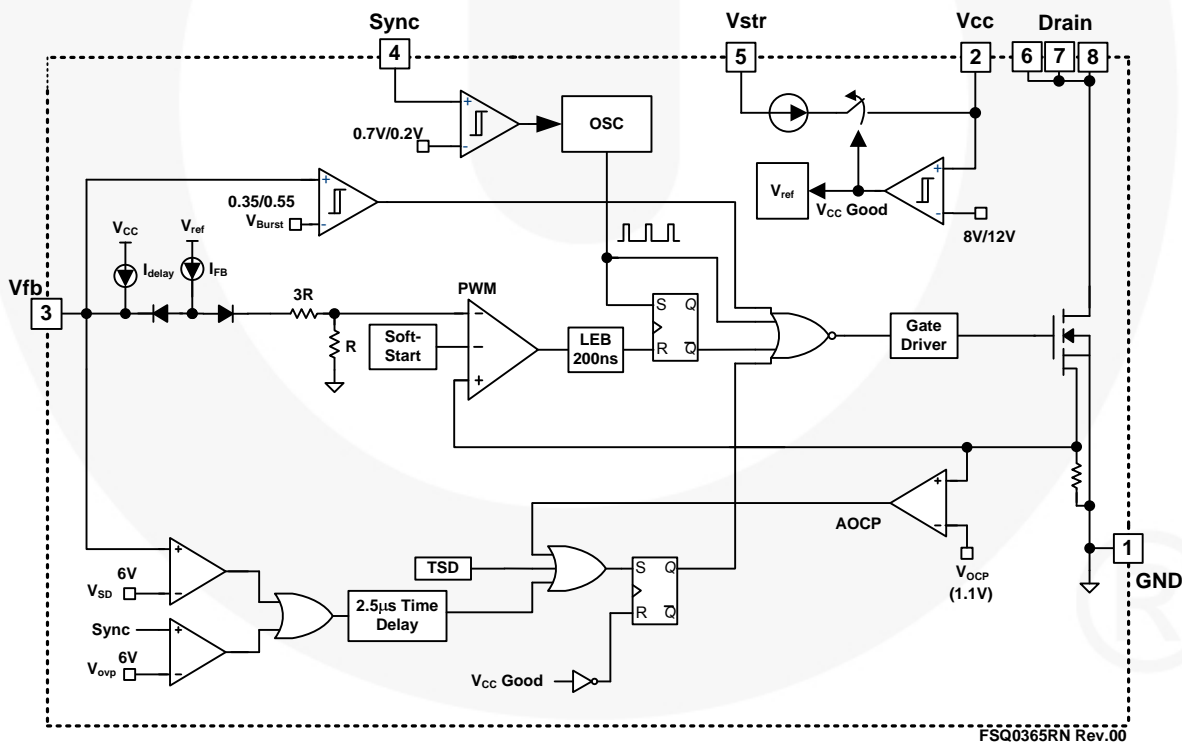 Sync
Vstr
Vcc
Drain
4
5
2
6
7
8
+
-
0.7V/0.2V
OSC
+
-
0.35/0.55
VBurst
Vref
VCC Good
+
-
8V/12V
VCC
Vref
Idelay
IFB
Vfb
3
3R
R
PWM
Soft-
Start
−
−
+
LEB
200ns
S Q
R Q̅
Gate
Driver
AOCP
+
−
VOCP
(1.1V)
1
GND
6V
VSD
+
−
Sync
6V
Vovp
+
−
2.5μs Time
Delay
TSD
S Q
R Q̅
VCC Good
®
FSQ0365RN Rev.00